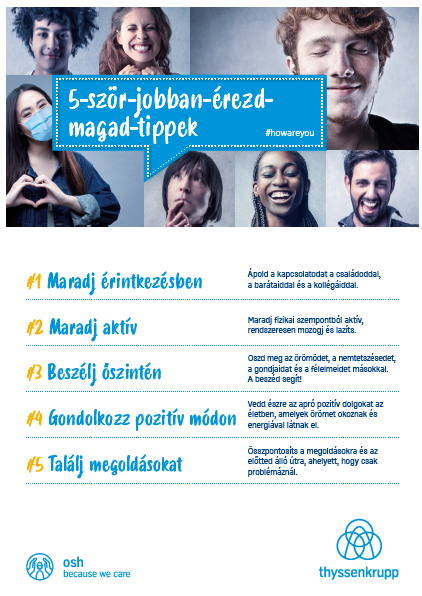 5-ször-jobban-érezd-
magad-tippek
#howareyou
#1 Maradj érintkezésben
Ápold a kapcsolatodat a családoddal,
a barátaiddal és a kollégáiddal.
#2 Maradj aktív
Maradj fizikai szempontból aktív,
rendszeresen mozogj és lazíts.
#3 Beszélj őszintén
Oszd meg az örömödet, a nemtetszésedet,
a gondjaidat és a félelmeidet másokkal.
A beszéd segít!
#4 Gondolkozz pozitív módon
Vedd észre az apró pozitív dolgokat az
életben, amelyek örömet okoznak és
energiával látnak el.
#5 Találj megoldásokat
Összpontosíts a megoldásokra és az
előtted álló útra, ahelyett, hogy csak
problémáznál.
osh
because we care
thyssenkrupp